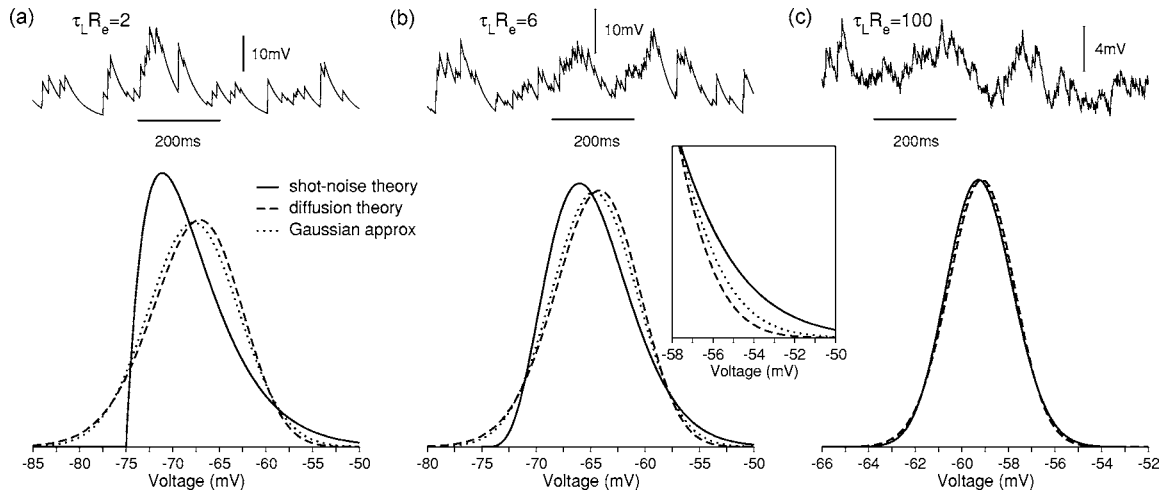 (a)
τLRe=2
10mV
200ms
(b)
τLRe=6
10mV
200ms
(c)
τLRe=100
4mV
200ms
shot-noise theory
diffusion theory
Gaussian approx
-85 -80 -75 -70 -65 -60 -55 -50
Voltage (mV)
-80 -75 -70 -65 -60 -55 -50
Voltage (mV)
-58 -56 -54 -52 -50
Voltage (mV)
-66 -64 -62 -60 -58 -56 -54 -52
Voltage (mV)